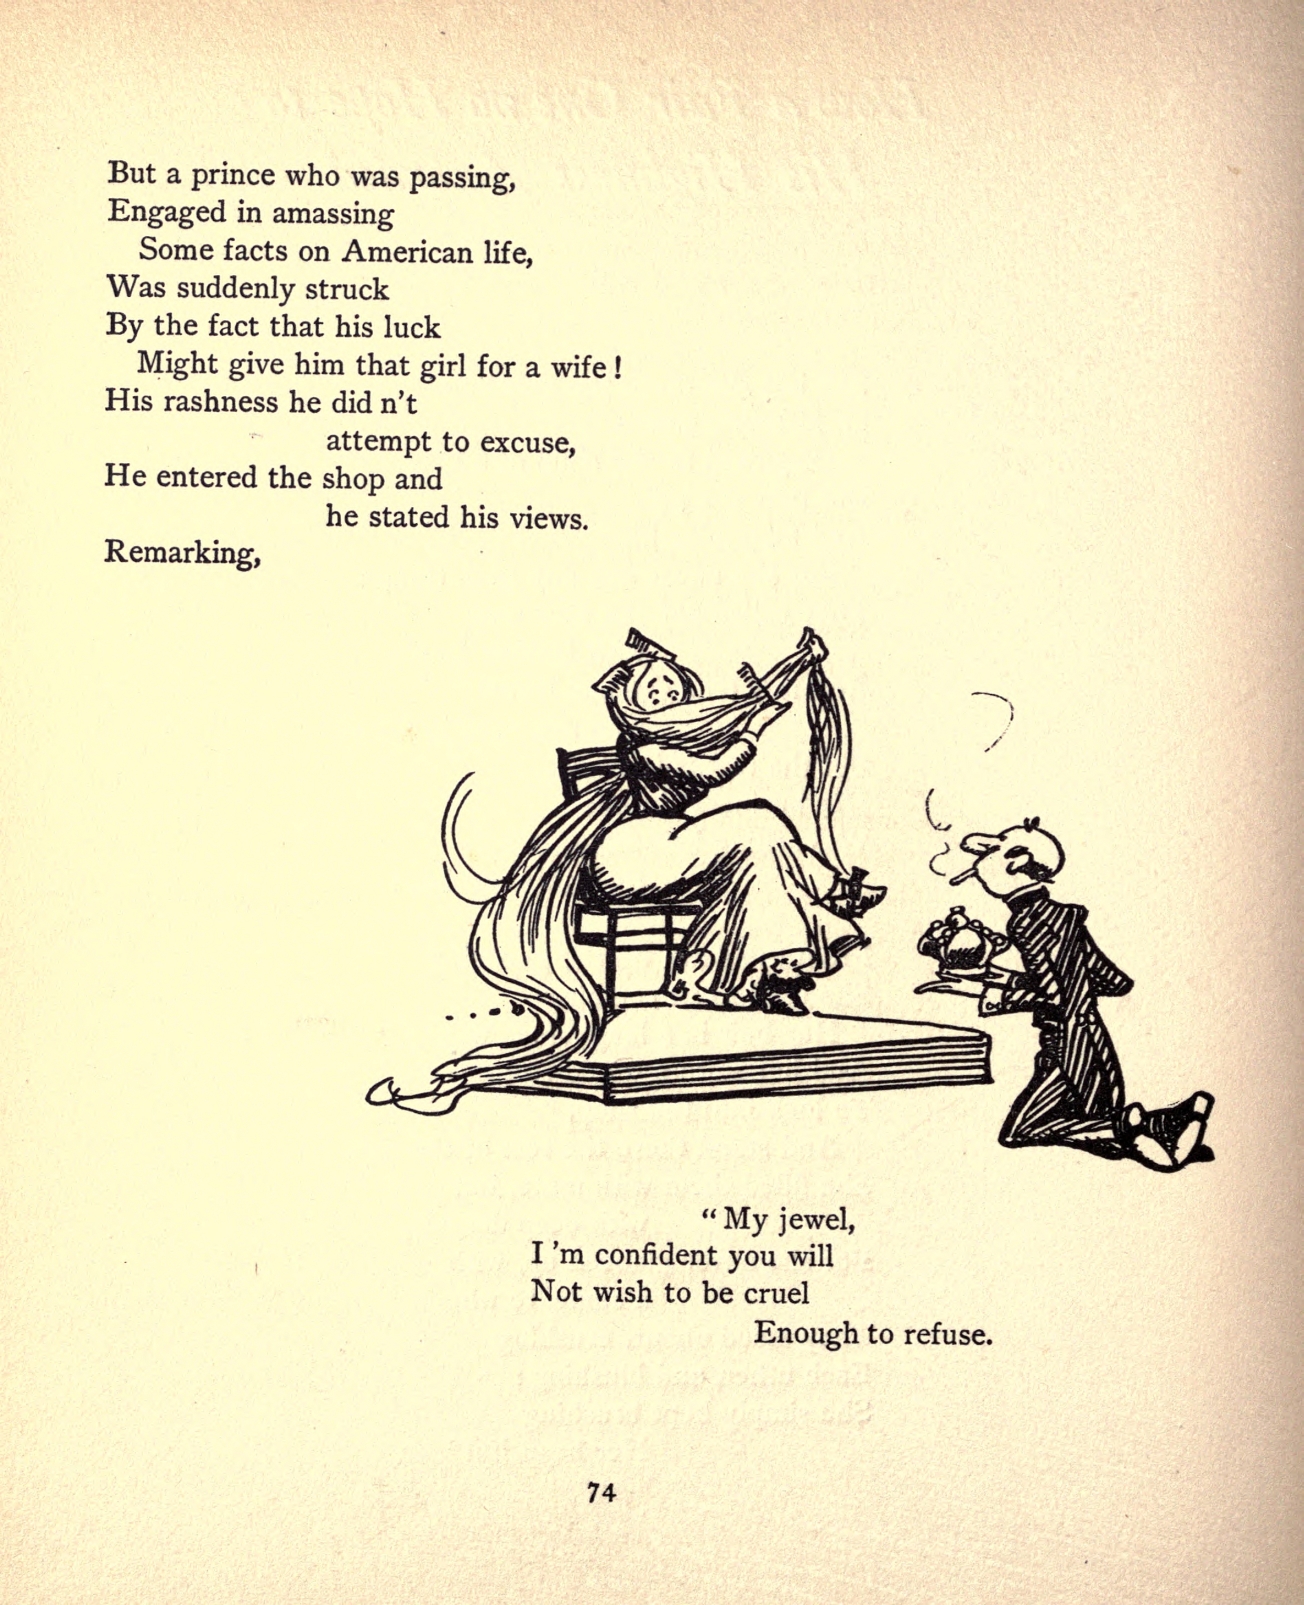 But a prince who was passing,
Engaged in amassing
Some facts on American life,
Was suddenly struck
By the fact that his luck
Might give him that girl for a wife!
His rashness he did n't
attempt to excuse,
He entered the shop and
he stated his views.
Remarking,
“My jewel,
I 'm confident you will
Not wish to be cruel
Enough to refuse.
74